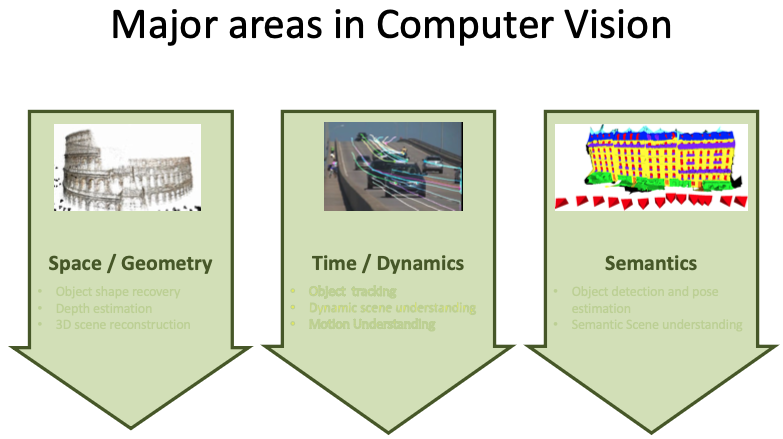 Major areas in Computer Vision
Space / Geometry
• Object shape recovery
• Depth estimation
• 3D scene reconstruction
Time / Dynamics
• Object tracking
• Dynamic scene understanding
• Motion Understanding
Semantics
• Object detection and pose
estimation
• Semantic Scene understanding